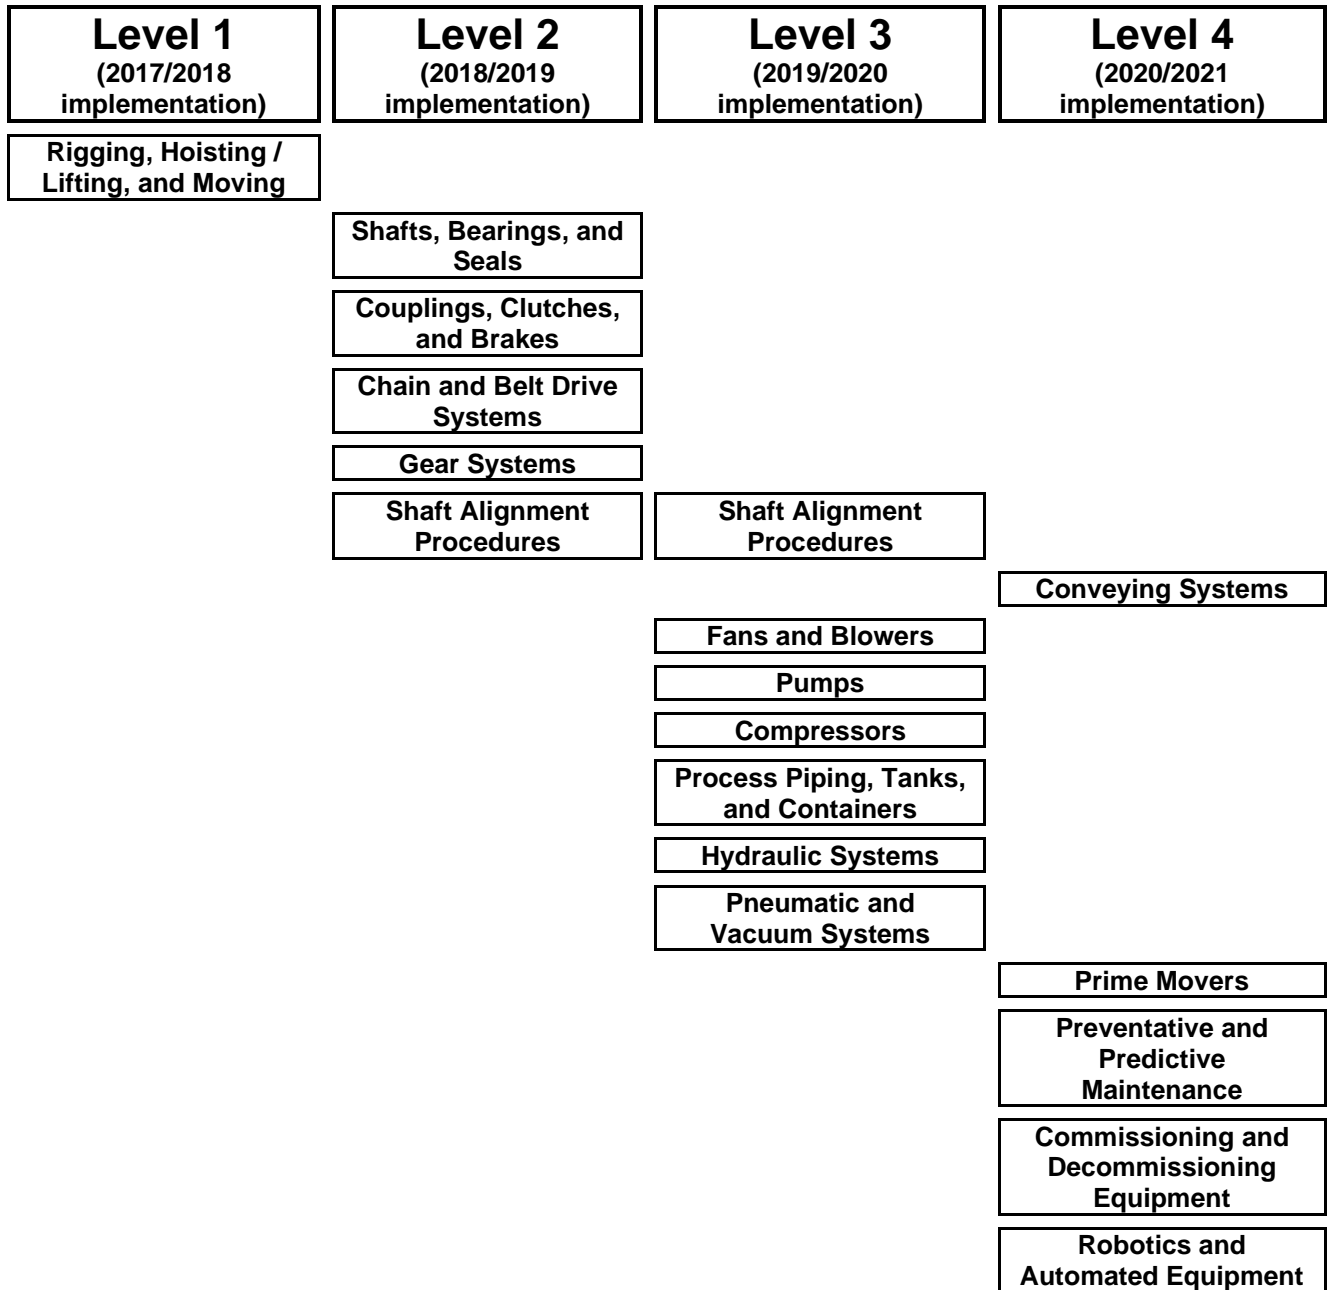 Level 1
(2017/2018
implementation)
Level 2
(2018/2019
implementation)
Level 3
(2019/2020
implementation)
Level 4
(2020/2021
implementation)
Rigging, Hoisting /
Lifting, and Moving
Shafts, Bearings, and
Seals
Couplings, Clutches,
and Brakes
Chain and Belt Drive
Systems
Gear Systems
Shaft Alignment
Procedures
Shaft Alignment
Procedures
Conveying Systems
Fans and Blowers
Pumps
Compressors
Process Piping, Tanks,
and Containers
Hydraulic Systems
Pneumatic and
Vacuum Systems
Prime Movers
Preventative and
Predictive
Maintenance
Commissioning and
Decommissioning
Equipment
Robotics and
Automated Equipment